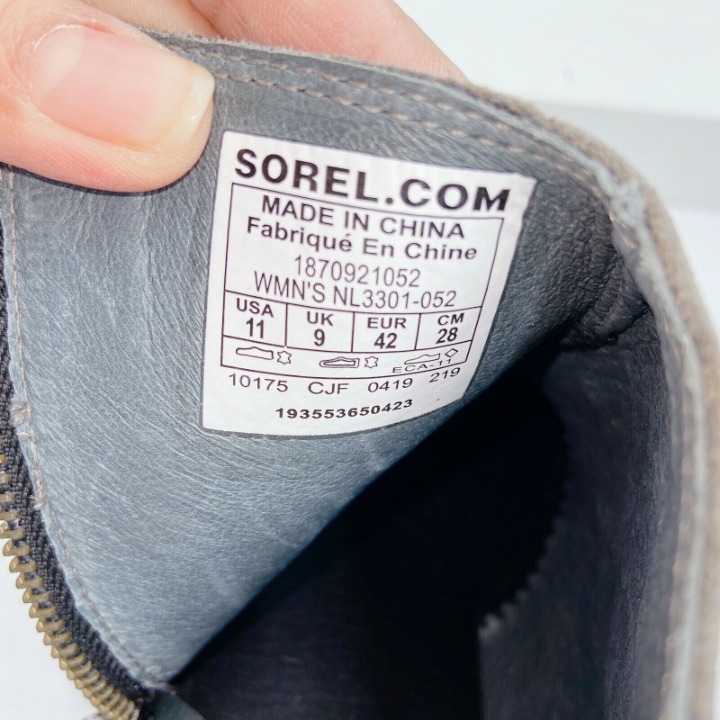 SOREL.COM
MADE IN CHINA
Fabriqué En Chine
1870921052
WMN'S NL3301-052
USA UK EUR CM
11 9 42 28
ECA-11
10175 CJF 0419 219
193553650423